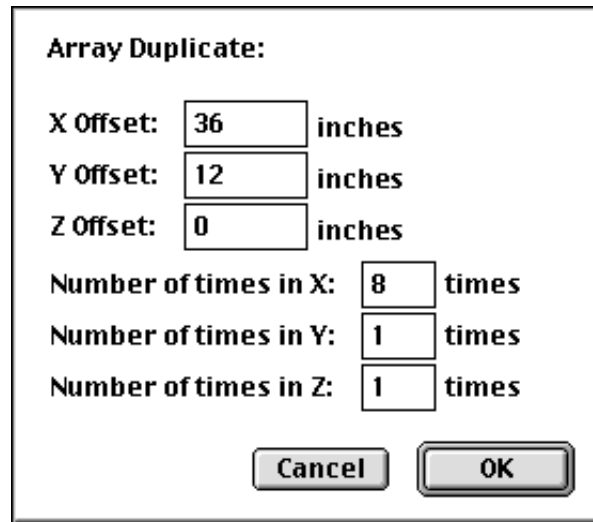 Array Duplicate:
X Offset: 36 inches
Y Offset: 12 inches
Z Offset: 0 inches
Number of times in X: 8 times
Number of times in Y: 1 times
Number of times in Z: 1 times
Cancel OK